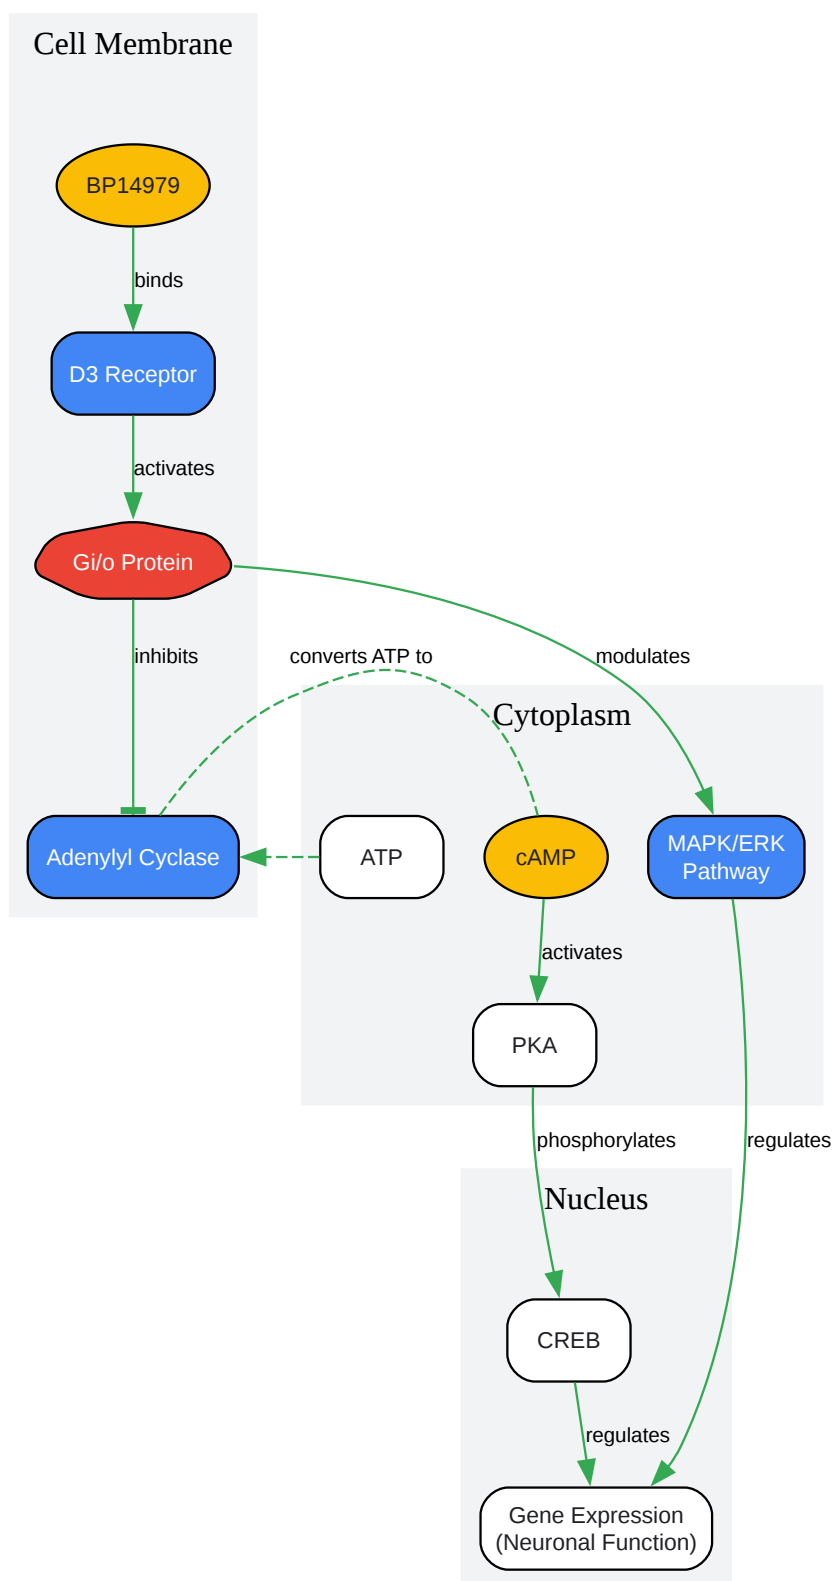 Cell Membrane
BP14979
binds
D3 Receptor
activates
Gi/o Protein
inhibits
converts ATP to
modulates
Cytoplasm
Adenylyl Cyclase
ATP
cAMP
MAPK/ERK
Pathway
activates
PKA
phosphorylates
regulates
Nucleus
CREB
regulates
Gene Expression
(Neuronal Function)